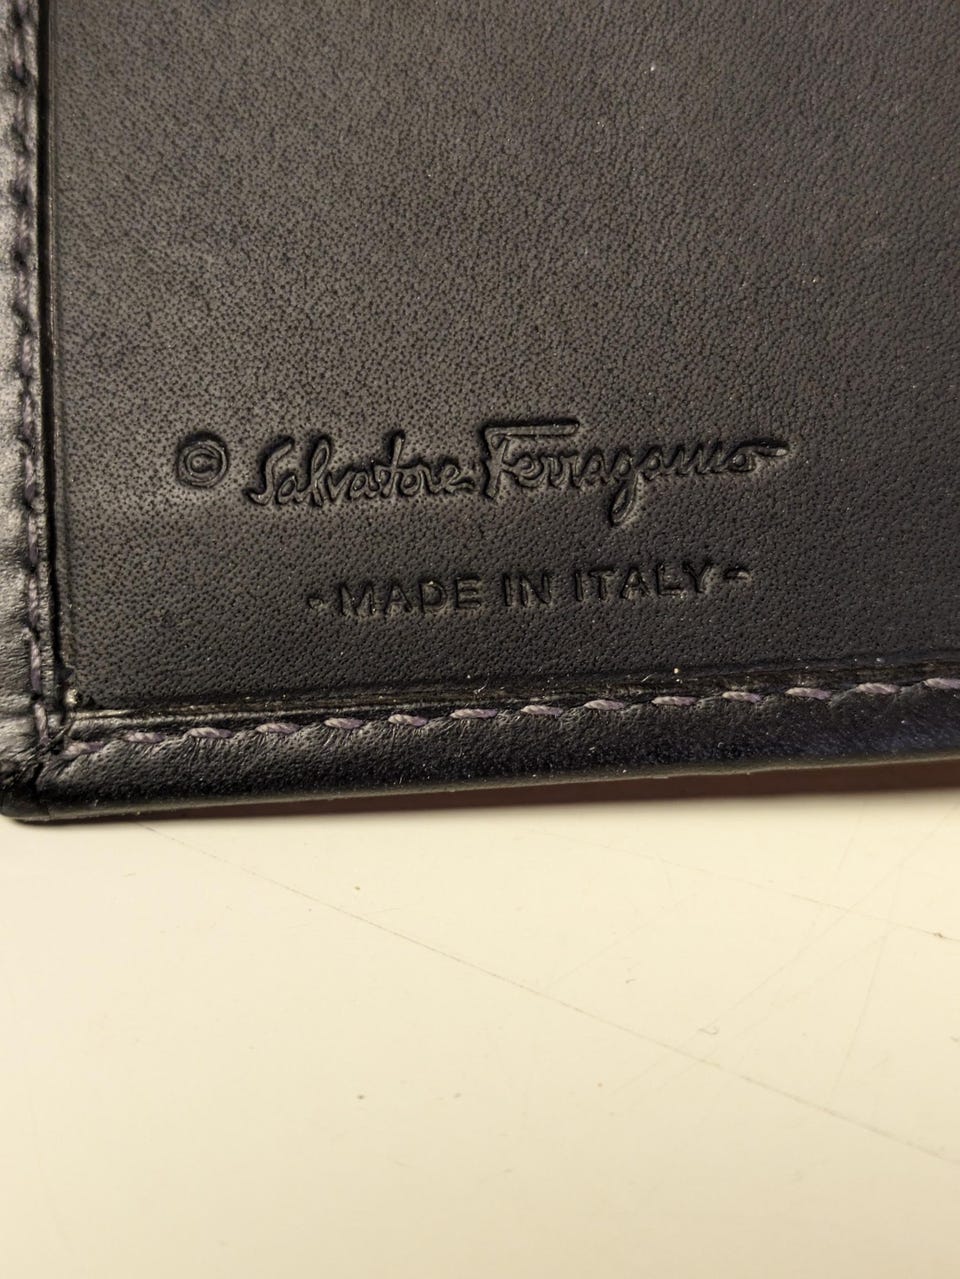 © Salvatore Ferragamo
-MADE IN ITALY-